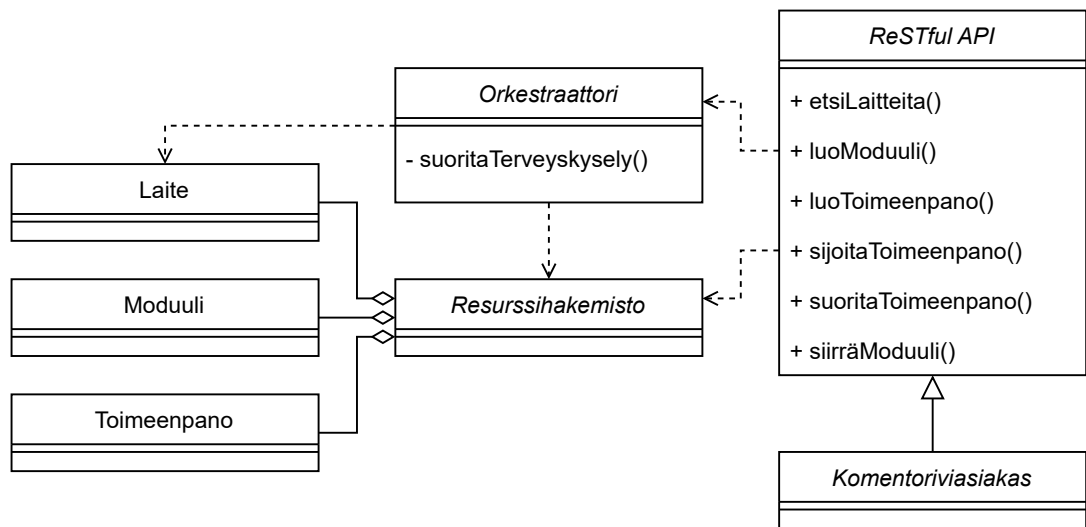 ReSTful API
+ etsiLaitteita()
+ luoModuuli()
+ luoToimeenpano()
+ sijoitaToimeenpano()
+ suoritaToimeenpano()
+ siirräModuuli()
Orkestraattori
- suoritaTerveyskysely()
Laite
Moduuli
Resurssihakemisto
Toimeenpano
Komentoriviasiakas